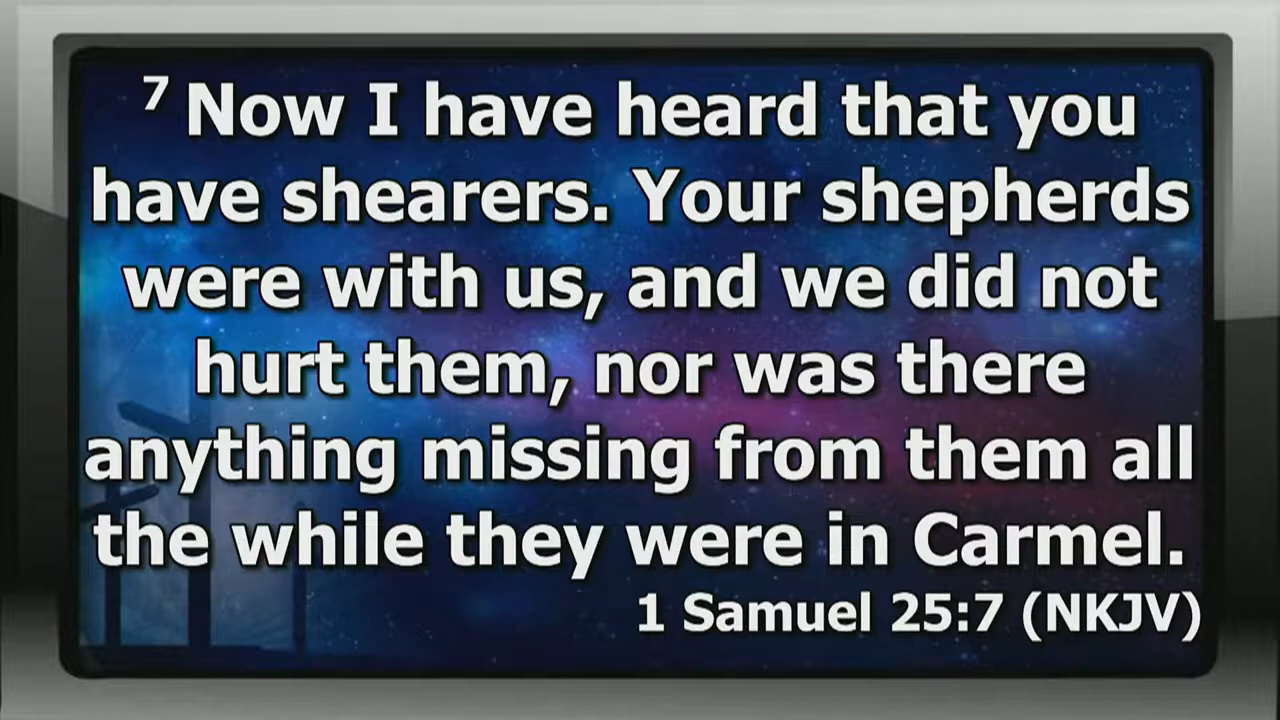 7 Now I have heard that you
have shearers. Your shepherds
were with us, and we did not
hurt them, nor was there
anything missing from them all
the while they were in Carmel.
1 Samuel 25:7 (NKJV)